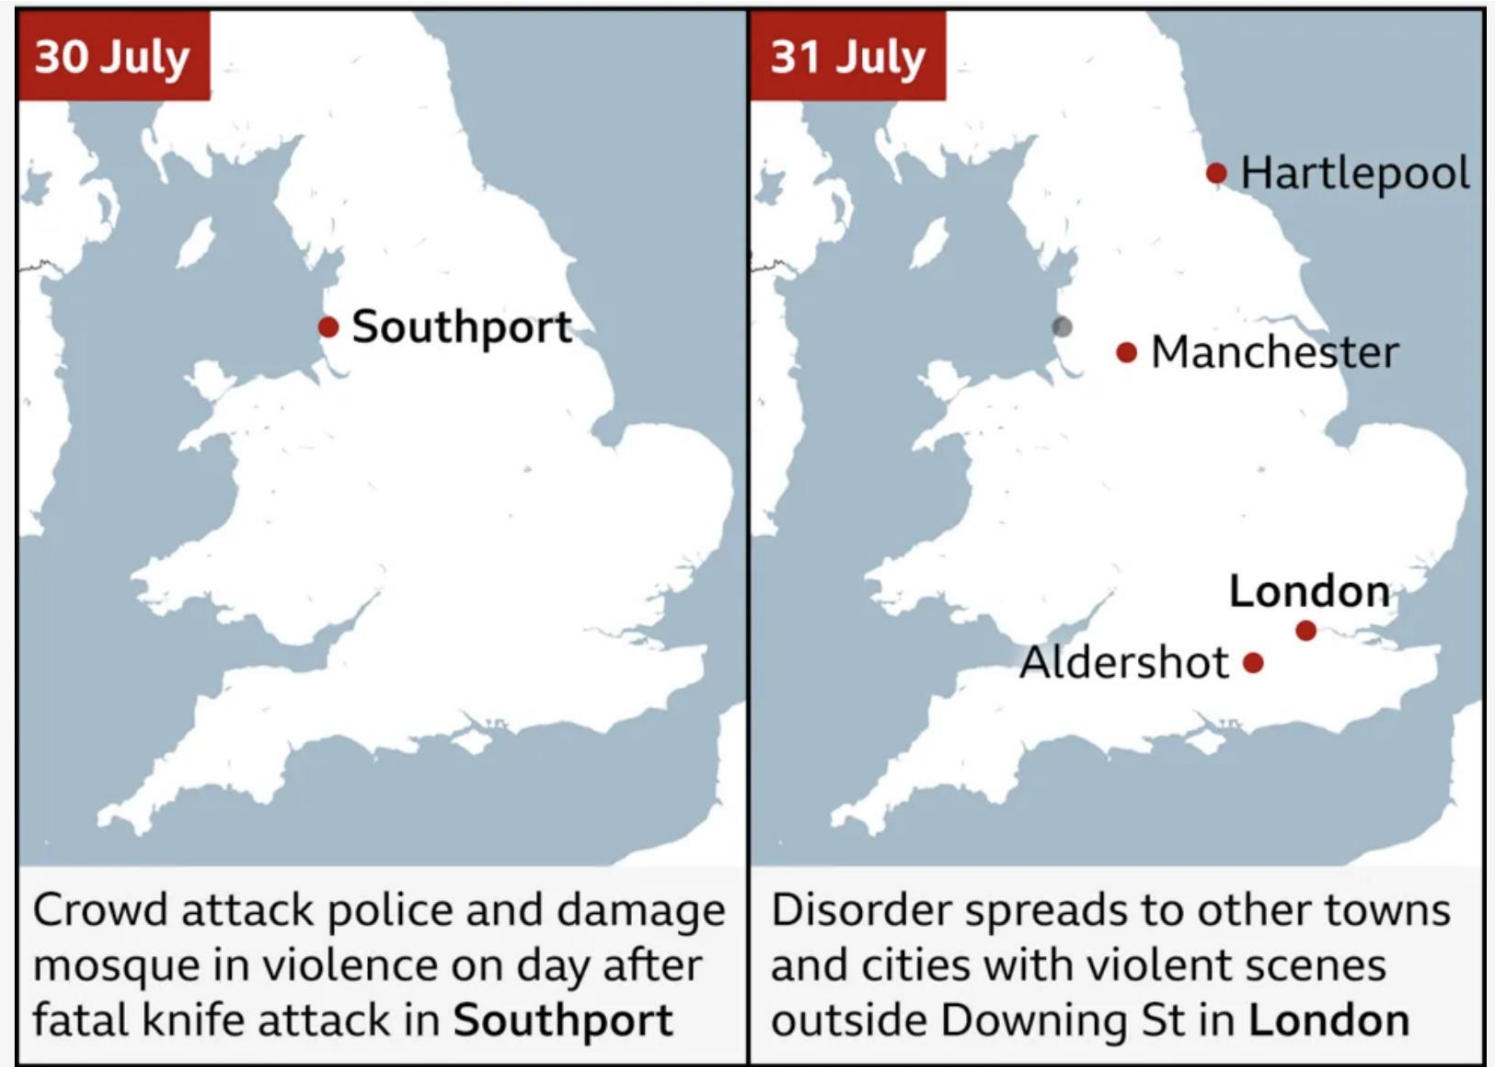 30 July
Southport
Crowd attack police and damage
mosque in violence on day after
fatal knife attack in Southport
31 July
Hartlepool
Manchester
London
Aldershot
Disorder spreads to other towns
and cities with violent scenes
outside Downing St in London